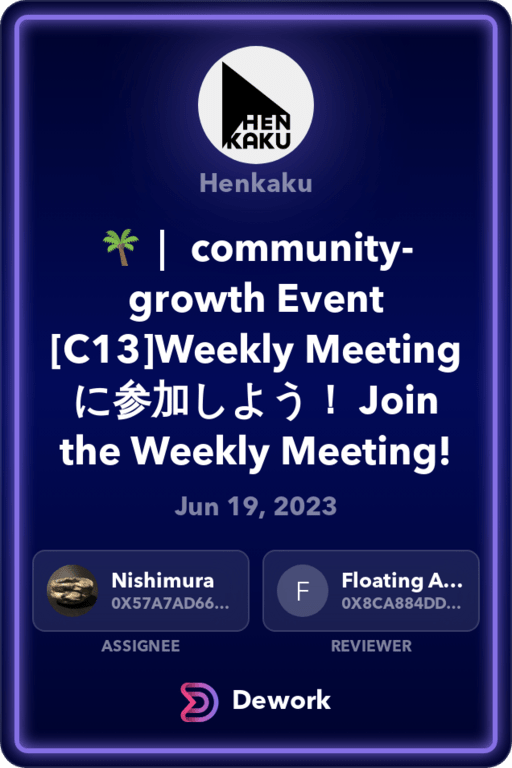 HEN
KAKU
Henkaku
🌴｜ community-
growth Event
[C13]Weekly Meeting
に参加しよう！ Join
the Weekly Meeting!
Jun 19, 2023
Nishimura
0X57A7AD66...
ASSIGNEE
F
Floating A...
0X8CA884DD...
REVIEWER
Dework